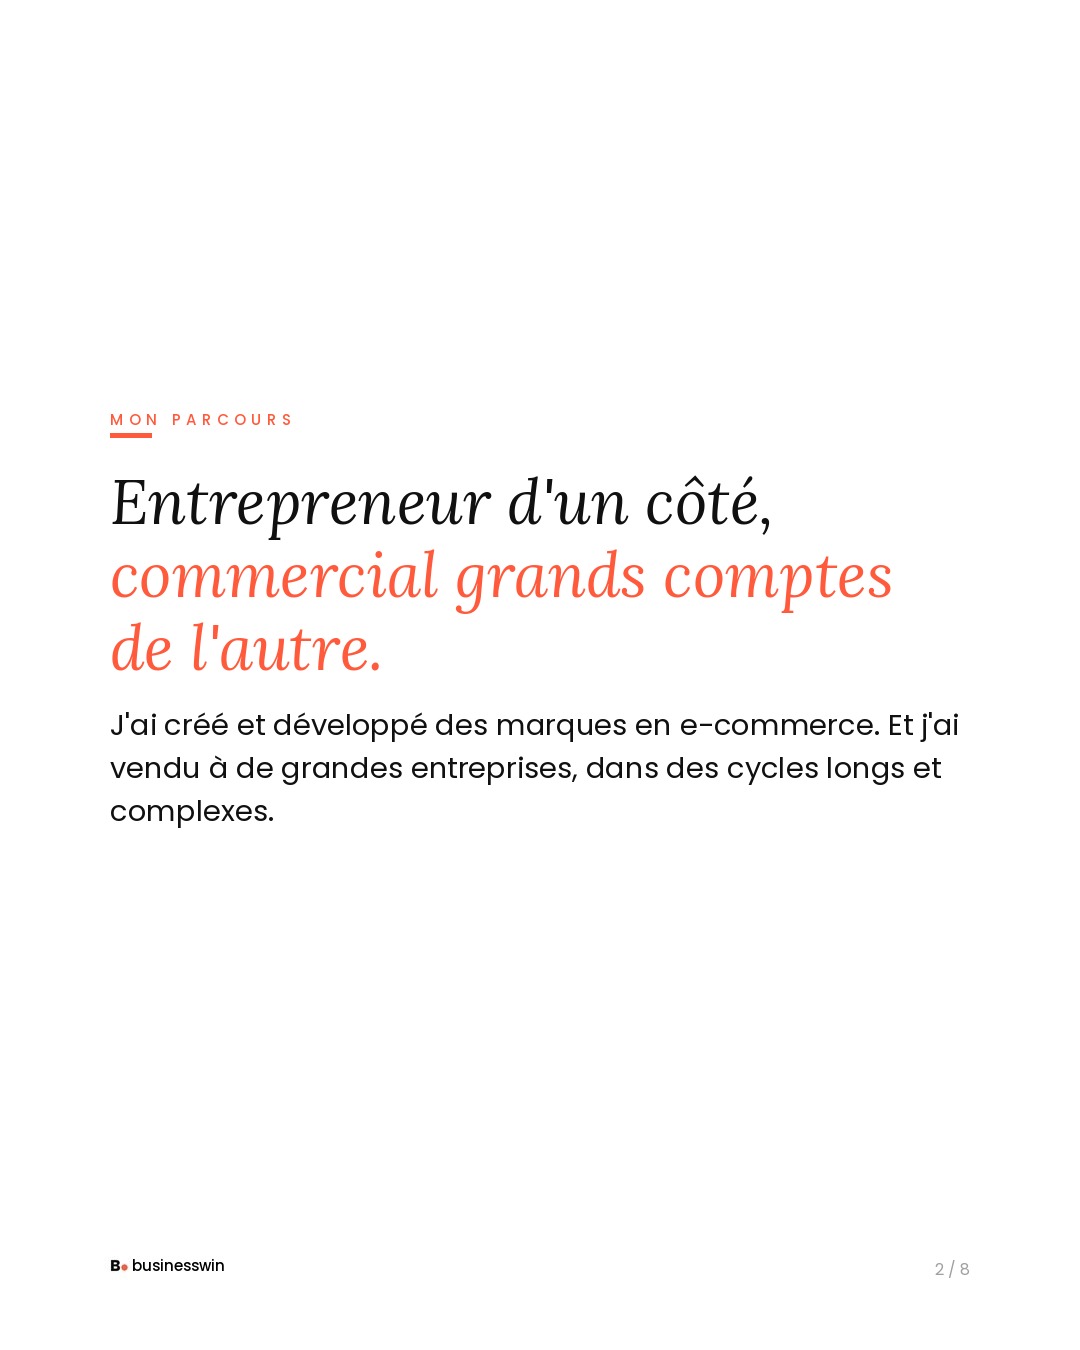 MON PARCOURS
Entrepreneur d'un côté,
commercial grands comptes
de l'autre.
J'ai créé et développé des marques en e-commerce. Et j'ai
vendu à de grandes entreprises, dans des cycles longs et
complexes.
B• businesswin
2 / 8